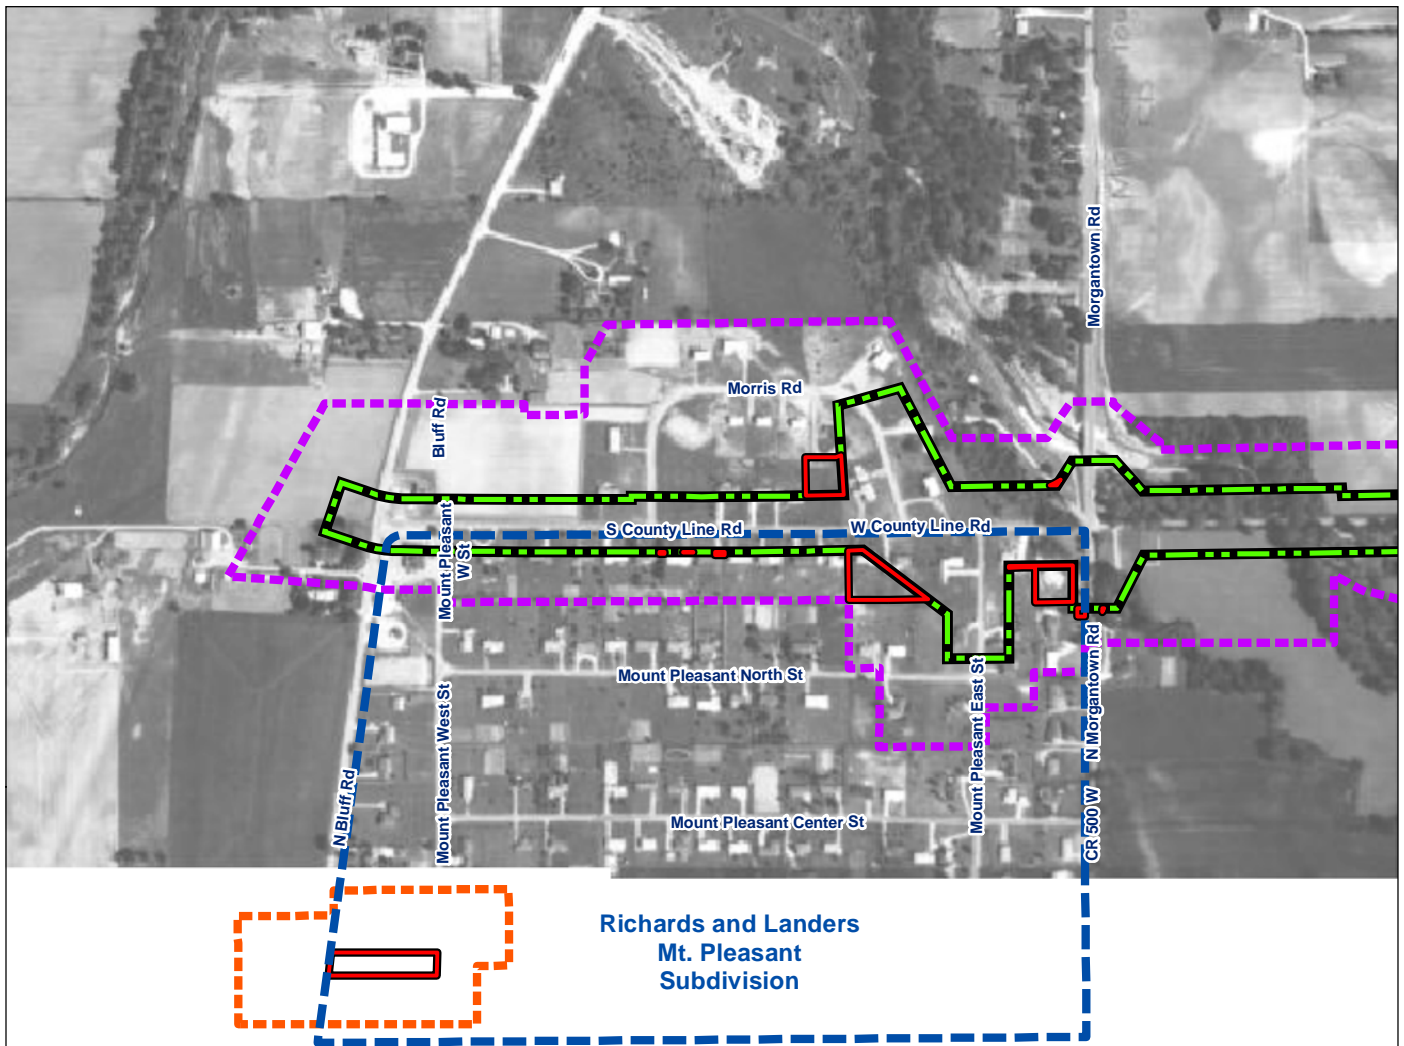 Morgantown Rd
Morris Rd
Bluff Rd
S County Line Rd
W County Line Rd
Mount Pleasant
W St
Mount Pleasant North St
Mount Pleasant West St
Mount Pleasant East St
N Morgantown Rd
N Bluff Rd
Mount Pleasant Center St
CR 500 W
Richards and Landers
Mt. Pleasant
Subdivision